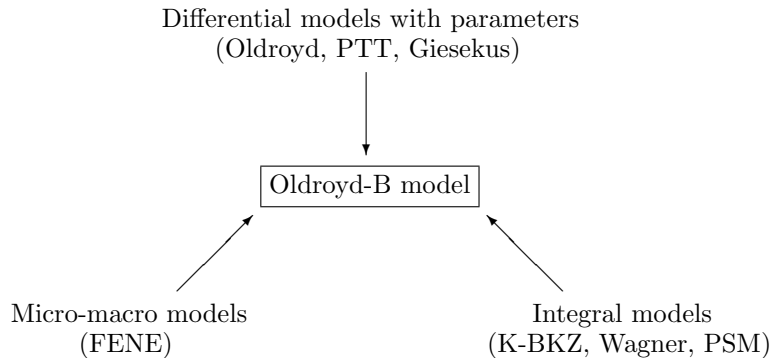 Differential models with parameters
(Oldroyd, PTT, Giesekus)
Oldroyd-B model
Micro-macro models
(FENE)
Integral models
(K-BKZ, Wagner, PSM)